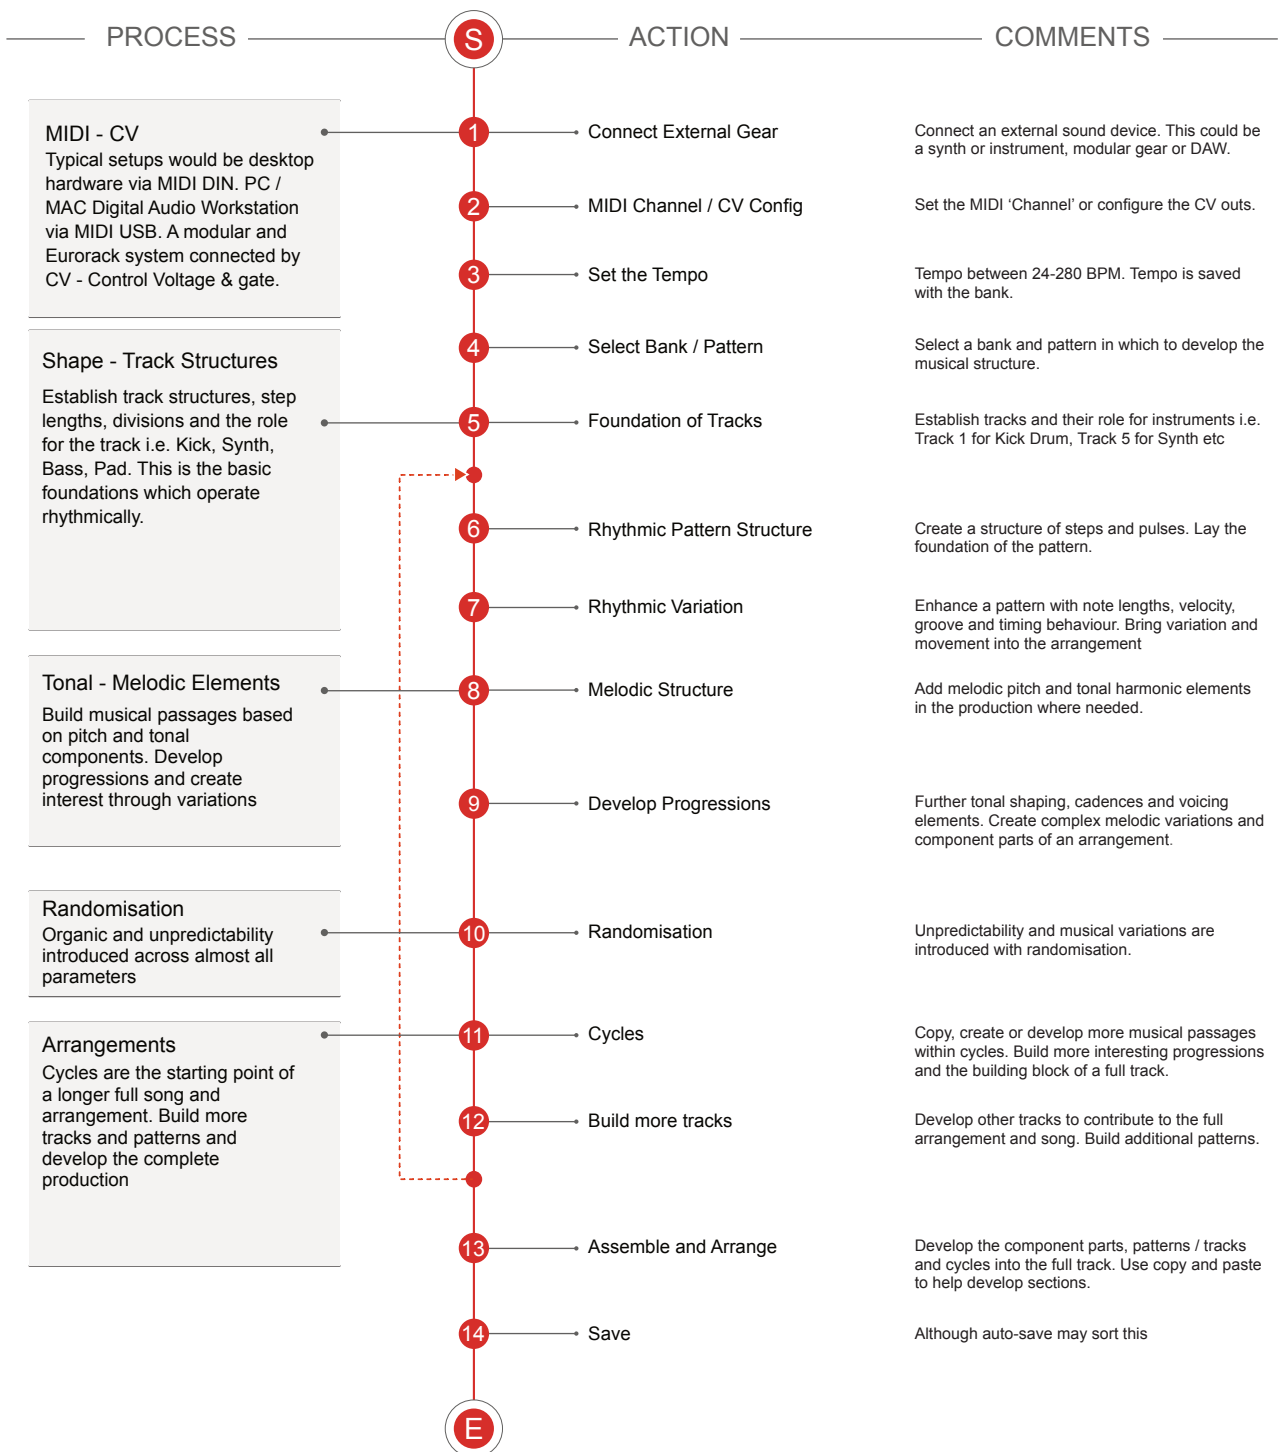 PROCESS
S
ACTION
COMMENTS
MIDI - CV
Typical setups would be desktop
hardware via MIDI DIN. PC /
MAC Digital Audio Workstation
via MIDI USB. A modular and
Eurorack system connected by
CV - Control Voltage & gate.
1
Connect External Gear
Connect an external sound device. This could be
a synth or instrument, modular gear or DAW.
2
MIDI Channel / CV Config
Set the MIDI ‘Channel’ or configure the CV outs.
3
Set the Tempo
Tempo between 24-280 BPM. Tempo is saved
with the bank.
Shape - Track Structures
Establish track structures, step
lengths, divisions and the role
for the track i.e. Kick, Synth,
Bass, Pad. This is the basic
foundations which operate
rhythmically.
4
Select Bank / Pattern
Select a bank and pattern in which to develop the
musical structure.
5
Foundation of Tracks
Establish tracks and their role for instruments i.e.
Track 1 for Kick Drum, Track 5 for Synth etc
6
Rhythmic Pattern Structure
Create a structure of steps and pulses. Lay the
foundation of the pattern.
7
Rhythmic Variation
Enhance a pattern with note lengths, velocity,
groove and timing behaviour. Bring variation and
movement into the arrangement
Tonal - Melodic Elements
Build musical passages based
on pitch and tonal
components. Develop
progressions and create
interest through variations
8
Melodic Structure
Add melodic pitch and tonal harmonic elements
in the production where needed.
9
Develop Progressions
Further tonal shaping, cadences and voicing
elements. Create complex melodic variations and
component parts of an arrangement.
Randomisation
Organic and unpredictability
introduced across almost all
parameters
10
Randomisation
Unpredictability and musical variations are
introduced with randomisation.
Arrangements
Cycles are the starting point of
a longer full song and
arrangement. Build more
tracks and patterns and
develop the complete
production
11
Cycles
Copy, create or develop more musical passages
within cycles. Build more interesting progressions
and the building block of a full track.
12
Build more tracks
Develop other tracks to contribute to the full
arrangement and song. Build additional patterns.
13
Assemble and Arrange
Develop the component parts, patterns / tracks
and cycles into the full track. Use copy and paste
to help develop sections.
14
Save
Although auto-save may sort this
E